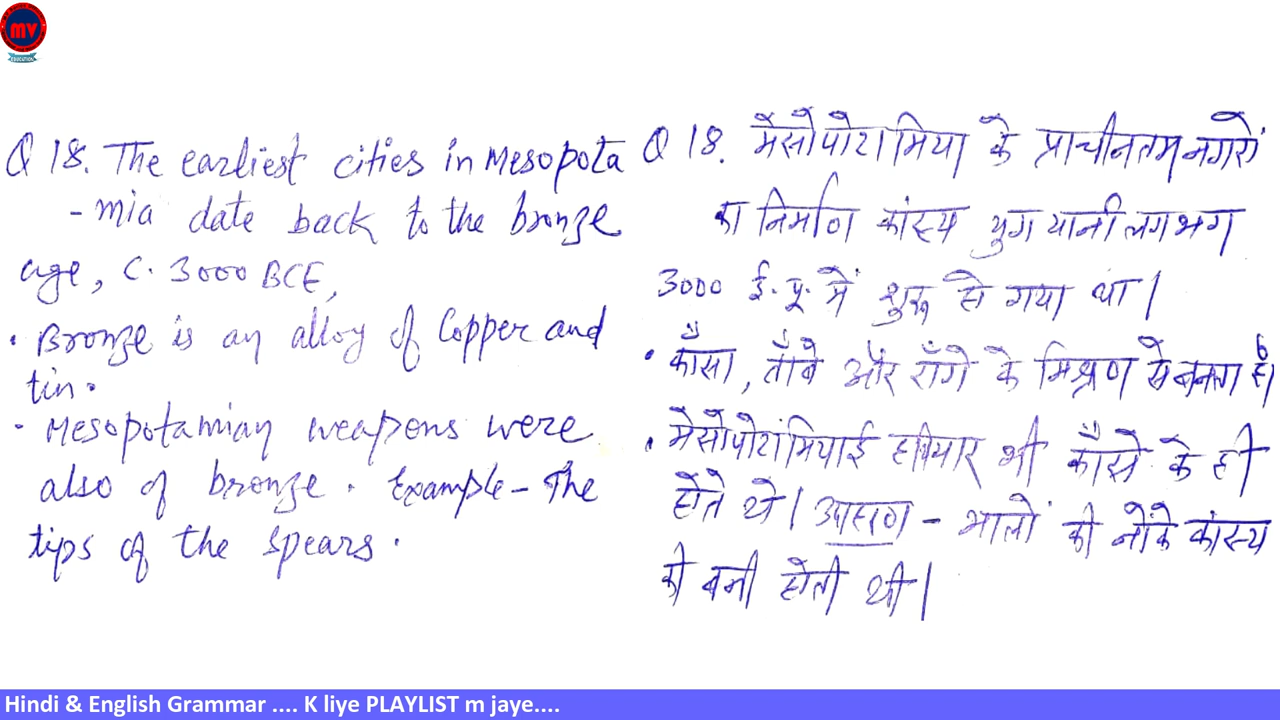 mv
EDUCATION
Q 18. The earliest cities in Mesopota
- mia date back to the bronze
age, C. 3000 BCE,
• Bronze is an alloy of Copper and
tin.
• Mesopotamian weapons were
also of bronze. Example - The
tips of the spears.
Q 18. मेसोपोटामिया के प्राचीनतम नगरों
का निर्माण कांस्य युग यानी लगभग
3000 ई.पू. में शुरू हो गया था।
• काँसा, ताँबे और राँगे के मिश्रण से बनता है।
• मेसोपोटामियाई हथियार भी काँसे के ही
होते थे। उदाहरण - भालों की नोंके कांस्य
की बनी होती थी।
Hindi & English Grammar .... K liye PLAYLIST m jaye....